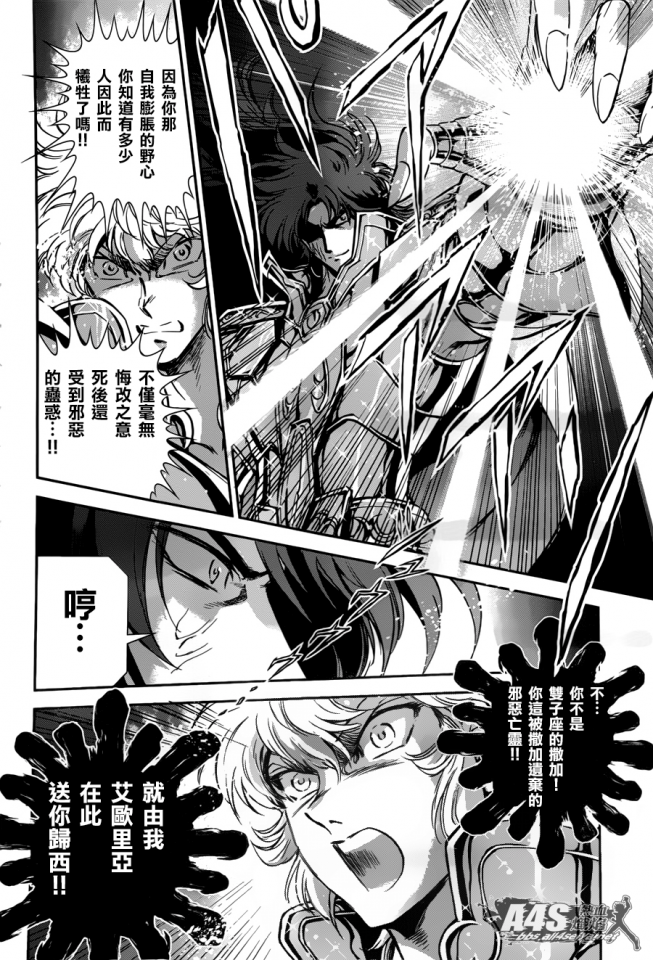 因為你那
自我膨脹的野心
你知道有多少
人因此而
犧牲了嗎!!
不僅毫無
悔改之意
死後還
受到邪惡
的蠱惑…!!
哼…
不…
你不是
雙子座的撒加!
你這被撒加遺棄的
邪惡亡靈!!
就由我
艾歐里亞
在此
送你歸西!!
A4S
熱血